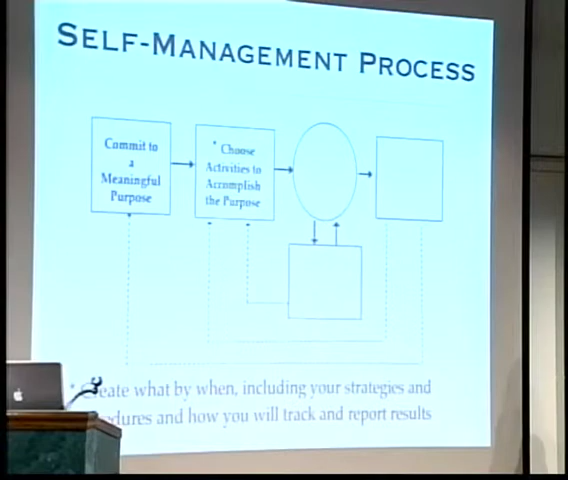 SELF-MANAGEMENT PROCESS
Commit to
a
Meaningful
Purpose
* Choose
Activities to
Accomplish
the Purpose
* Create what by when, including your strategies and
and how you will track and report results